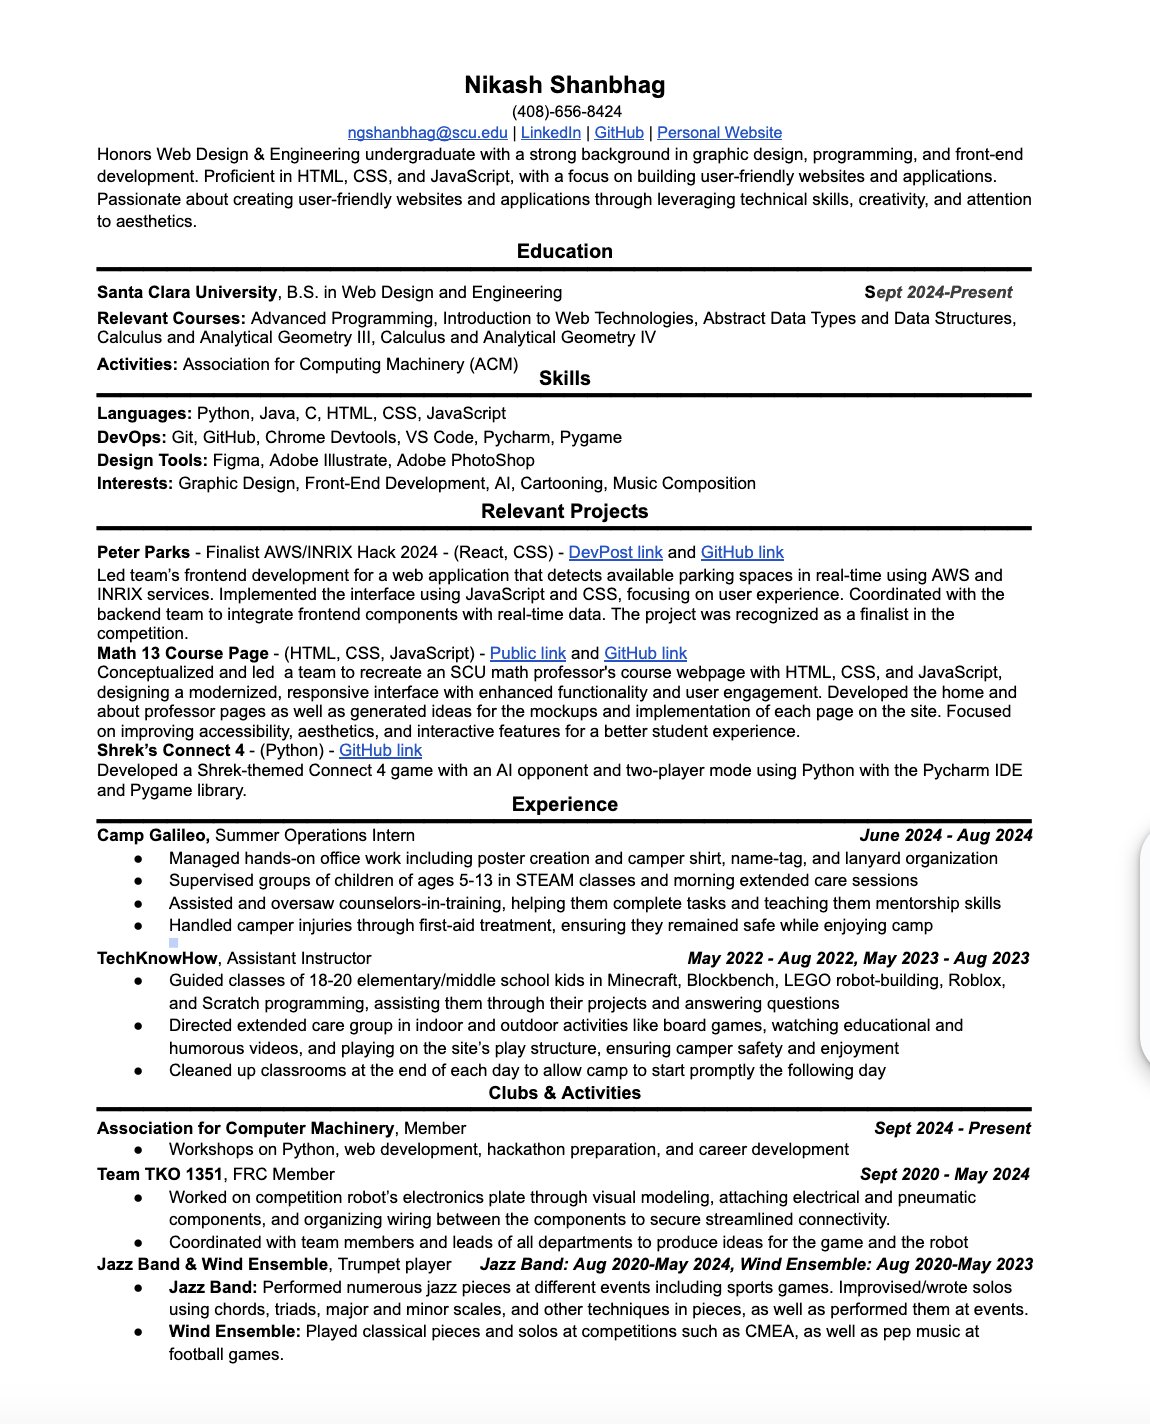 Nikash Shanbhag
(408)-656-8424
ngshanbhag@scu.edu | LinkedIn | GitHub | Personal Website
Honors Web Design & Engineering undergraduate with a strong background in graphic design, programming, and front-end
development. Proficient in HTML, CSS, and JavaScript, with a focus on building user-friendly websites and applications.
Passionate about creating user-friendly websites and applications through leveraging technical skills, creativity, and attention
to aesthetics.
Education
Santa Clara University, B.S. in Web Design and Engineering Sept 2024-Present
Relevant Courses: Advanced Programming, Introduction to Web Technologies, Abstract Data Types and Data Structures,
Calculus and Analytical Geometry III, Calculus and Analytical Geometry IV
Activities: Association for Computing Machinery (ACM)
Skills
Languages: Python, Java, C, HTML, CSS, JavaScript
DevOps: Git, GitHub, Chrome Devtools, VS Code, Pycharm, Pygame
Design Tools: Figma, Adobe Illustrate, Adobe PhotoShop
Interests: Graphic Design, Front-End Development, AI, Cartooning, Music Composition
Relevant Projects
Peter Parks - Finalist AWS/INRIX Hack 2024 - (React, CSS) - DevPost link and GitHub link
Led team's frontend development for a web application that detects available parking spaces in real-time using AWS and
INRIX services. Implemented the interface using JavaScript and CSS, focusing on user experience. Coordinated with the
backend team to integrate frontend components with real-time data. The project was recognized as a finalist in the
competition.
Math 13 Course Page - (HTML, CSS, JavaScript) - Public link and GitHub link
Conceptualized and led  a team to recreate an SCU math professor's course webpage with HTML, CSS, and JavaScript,
designing a modernized, responsive interface with enhanced functionality and user engagement. Developed the home and
about professor pages as well as generated ideas for the mockups and implementation of each page on the site. Focused
on improving accessibility, aesthetics, and interactive features for a better student experience.
Shrek's Connect 4 - (Python) - GitHub link
Developed a Shrek-themed Connect 4 game with an AI opponent and two-player mode using Python with the Pycharm IDE
and Pygame library.
Experience
Camp Galileo, Summer Operations Intern June 2024 - Aug 2024
● Managed hands-on office work including poster creation and camper shirt, name-tag, and lanyard organization
● Supervised groups of children of ages 5-13 in STEAM classes and morning extended care sessions
● Assisted and oversaw counselors-in-training, helping them complete tasks and teaching them mentorship skills
● Handled camper injuries through first-aid treatment, ensuring they remained safe while enjoying camp
TechKnowHow, Assistant Instructor May 2022 - Aug 2022, May 2023 - Aug 2023
● Guided classes of 18-20 elementary/middle school kids in Minecraft, Blockbench, LEGO robot-building, Roblox,
and Scratch programming, assisting them through their projects and answering questions
● Directed extended care group in indoor and outdoor activities like board games, watching educational and
humorous videos, and playing on the site's play structure, ensuring camper safety and enjoyment
● Cleaned up classrooms at the end of each day to allow camp to start promptly the following day
Clubs & Activities
Association for Computer Machinery, Member Sept 2024 - Present
● Workshops on Python, web development, hackathon preparation, and career development
Team TKO 1351, FRC Member Sept 2020 - May 2024
● Worked on competition robot's electronics plate through visual modeling, attaching electrical and pneumatic
components, and organizing wiring between the components to secure streamlined connectivity.
● Coordinated with team members and leads of all departments to produce ideas for the game and the robot
Jazz Band & Wind Ensemble, Trumpet player Jazz Band: Aug 2020-May 2024, Wind Ensemble: Aug 2020-May 2023
● Jazz Band: Performed numerous jazz pieces at different events including sports games. Improvised/wrote solos
using chords, triads, major and minor scales, and other techniques in pieces, as well as performed them at events.
● Wind Ensemble: Played classical pieces and solos at competitions such as CMEA, as well as pep music at
football games.